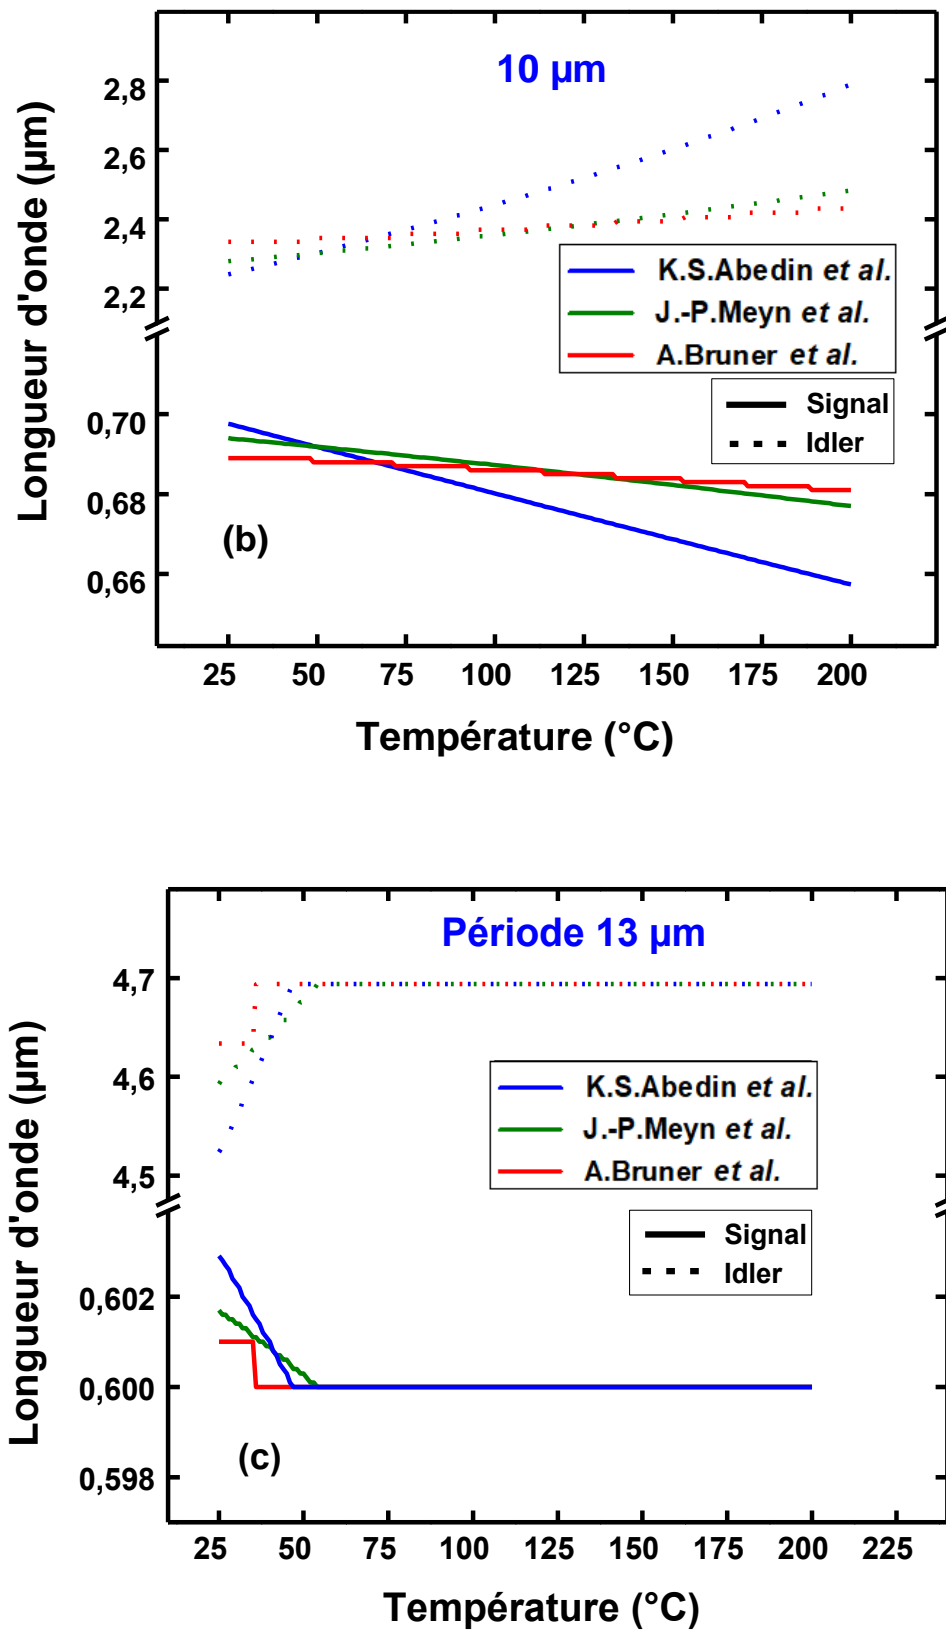 10 µm
Longueur d'onde (µm)
2,8
2,6
2,4
2,2
0,70
0,68
0,66
K.S.Abedin et al.
J.-P.Meyn et al.
A.Bruner et al.
Signal
Idler
(b)
25 50 75 100 125 150 175 200
Température (°C)
Période 13 µm
Longueur d'onde (µm)
4,7
4,6
4,5
0,602
0,600
0,598
K.S.Abedin et al.
J.-P.Meyn et al.
A.Bruner et al.
Signal
Idler
(c)
25 50 75 100 125 150 175 200 225
Température (°C)